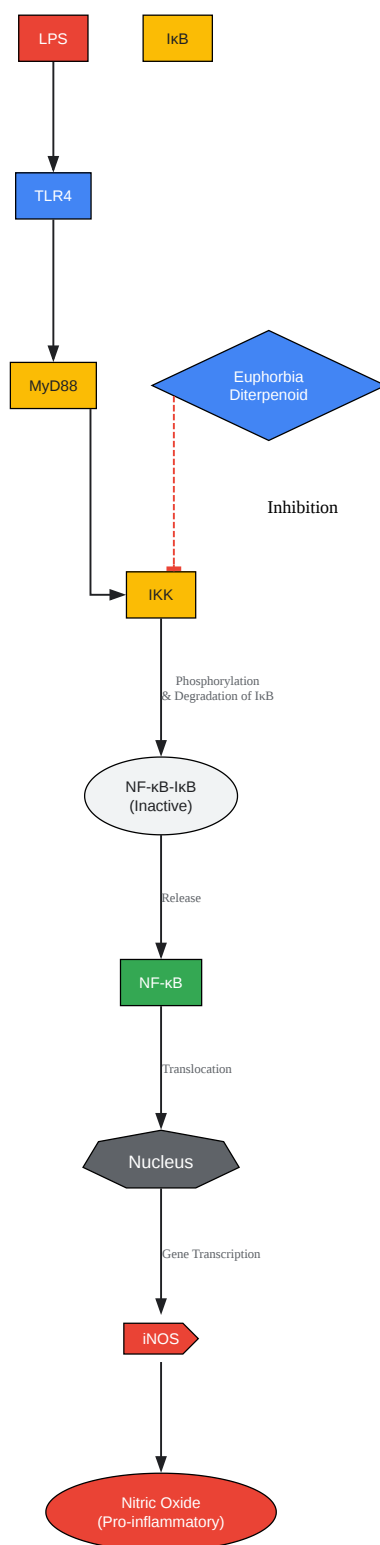 LPS
IκB
TLR4
MyD88
Euphorbia
Diterpenoid
Inhibition
IKK
Phosphorylation
& Degradation of IκB
NF-κB-IκB
(Inactive)
Release
NF-κB
Translocation
Nucleus
Gene Transcription
iNOS
Nitric Oxide
(Pro-inflammatory)